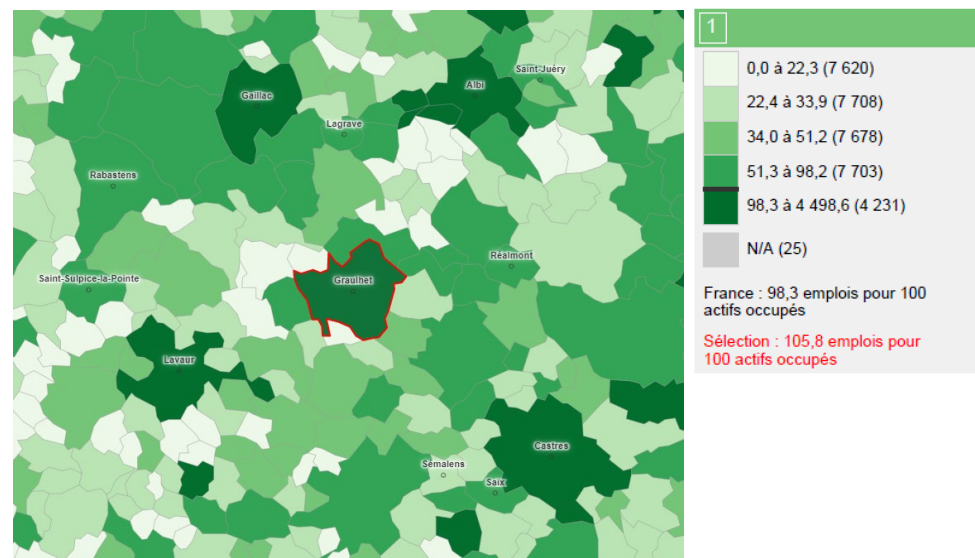 Gaillac
Albi
Saint-Juéry
Lagrave
Rabastens
Réalmont
Saint-Sulpice-la-Pointe
Graulhet
Lavaur
Castres
Sémalens
Saïx
1
0,0 à 22,3 (7 620)
22,4 à 33,9 (7 708)
34,0 à 51,2 (7 678)
51,3 à 98,2 (7 703)
98,3 à 4 498,6 (4 231)
N/A (25)
France : 98,3 emplois pour 100
actifs occupés
Sélection : 105,8 emplois pour
100 actifs occupés